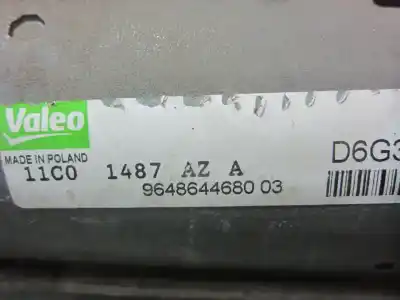 Valeo
MADE IN POLAND
11C0 1487 AZ A D6G3
9648644680 03